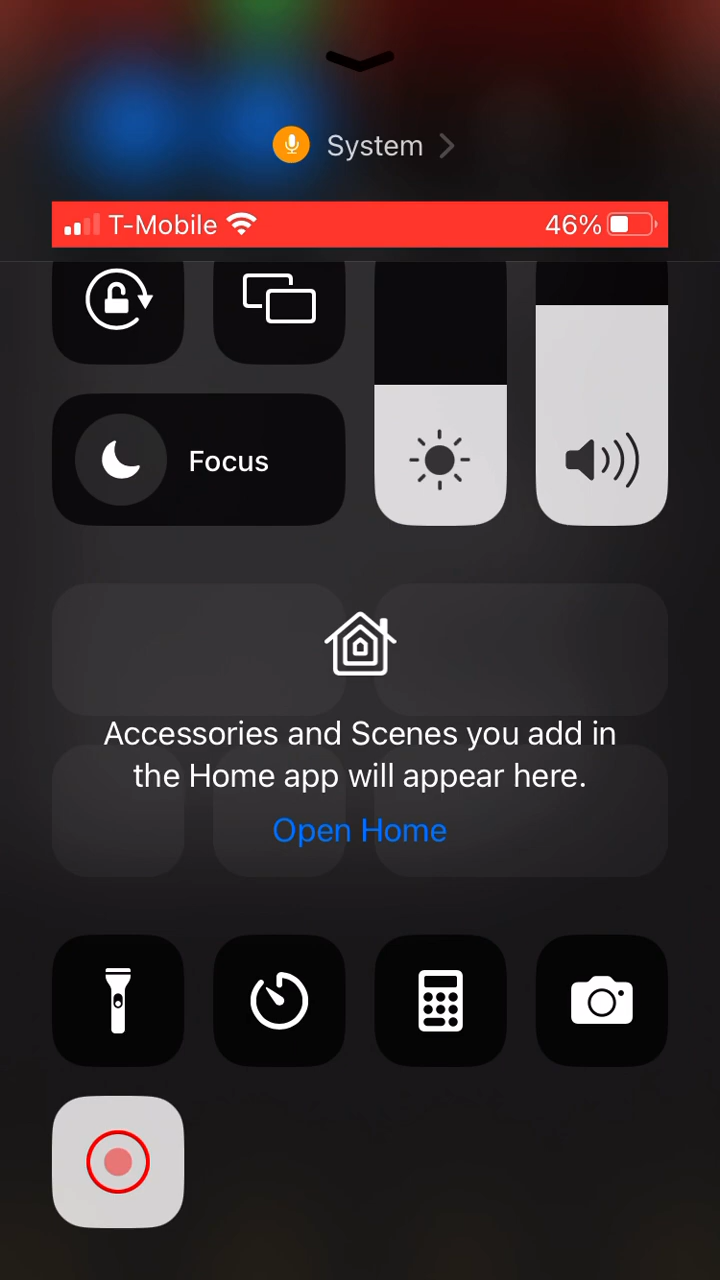 System
T-Mobile 46%
Focus
Accessories and Scenes you add in
the Home app will appear here.
Open Home